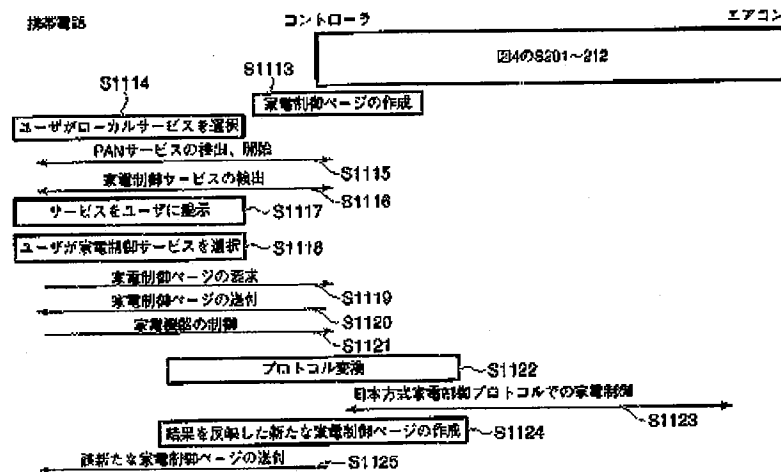 携帯電話
コントローラ
エアコン
図4のS201～212
S1113
家電制御ページの作成
S1114
ユーザがローカルサービスを選択
PANサービスの検出、開始
S1115
家電制御サービスの検出
S1116
サービスをユーザに提示
S1117
ユーザが家電制御サービスを選択
S1118
家電制御ページの要求
S1119
家電制御ページの送付
S1120
家電機器の制御
S1121
プロトコル変換
S1122
日本方式家電制御プロトコルでの家電制御
S1123
結果を反映した新たな家電制御ページの作成
S1124
該新たな家電制御ページの送付
S1125